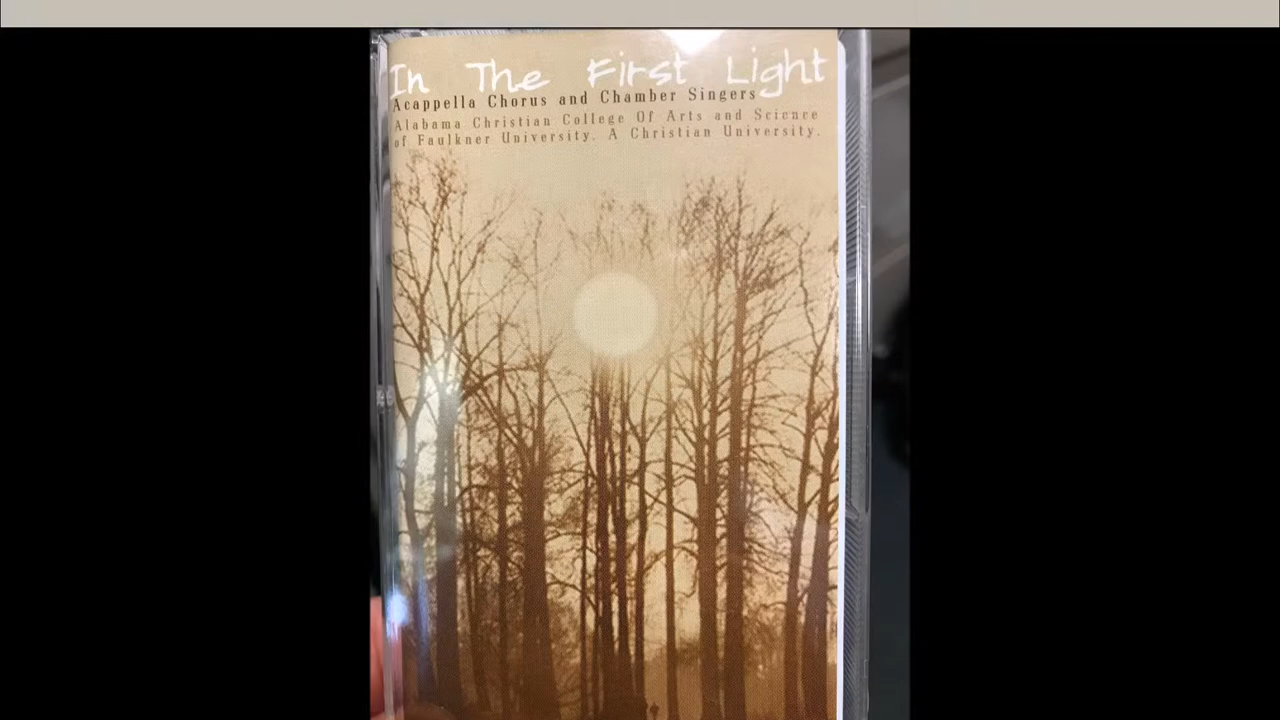 In The First Light
Acappella Chorus and Chamber Singers
Alabama Christian College Of Arts and Science
of Faulkner University. A Christian University.